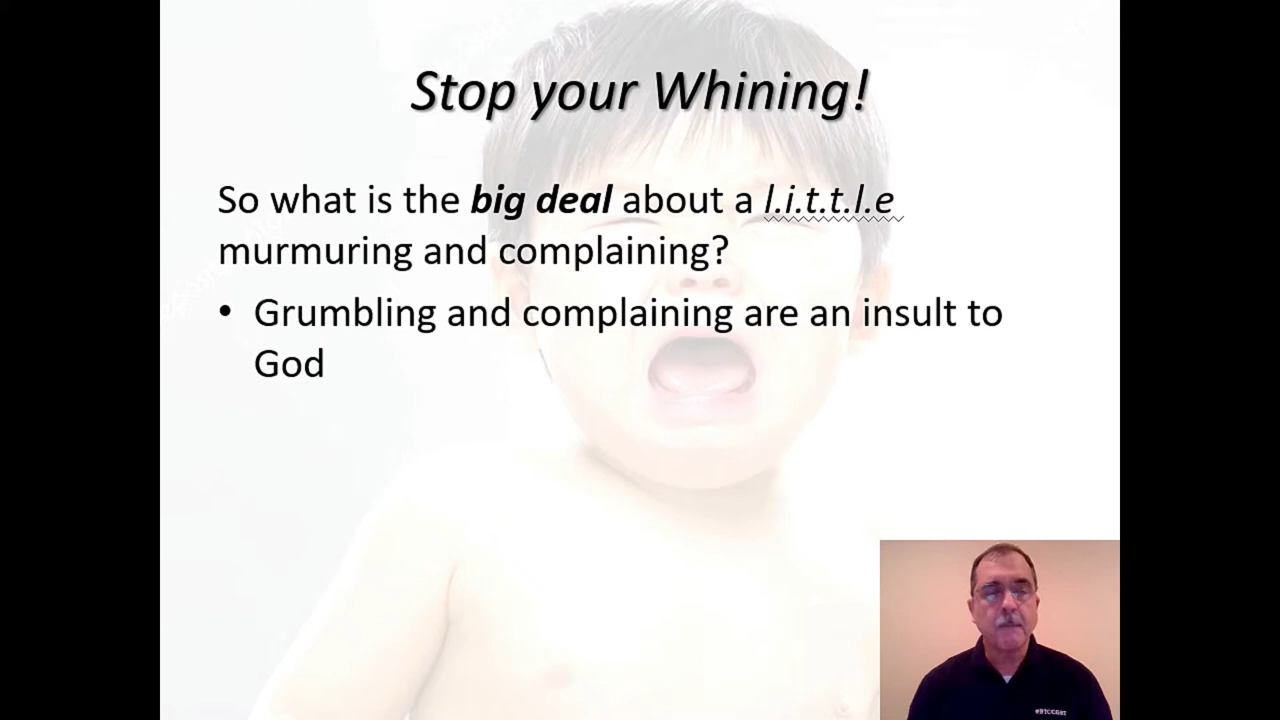 Stop your Whining!
So what is the big deal about a l.i.t.t.l.e
murmuring and complaining?
• Grumbling and complaining are an insult to
God